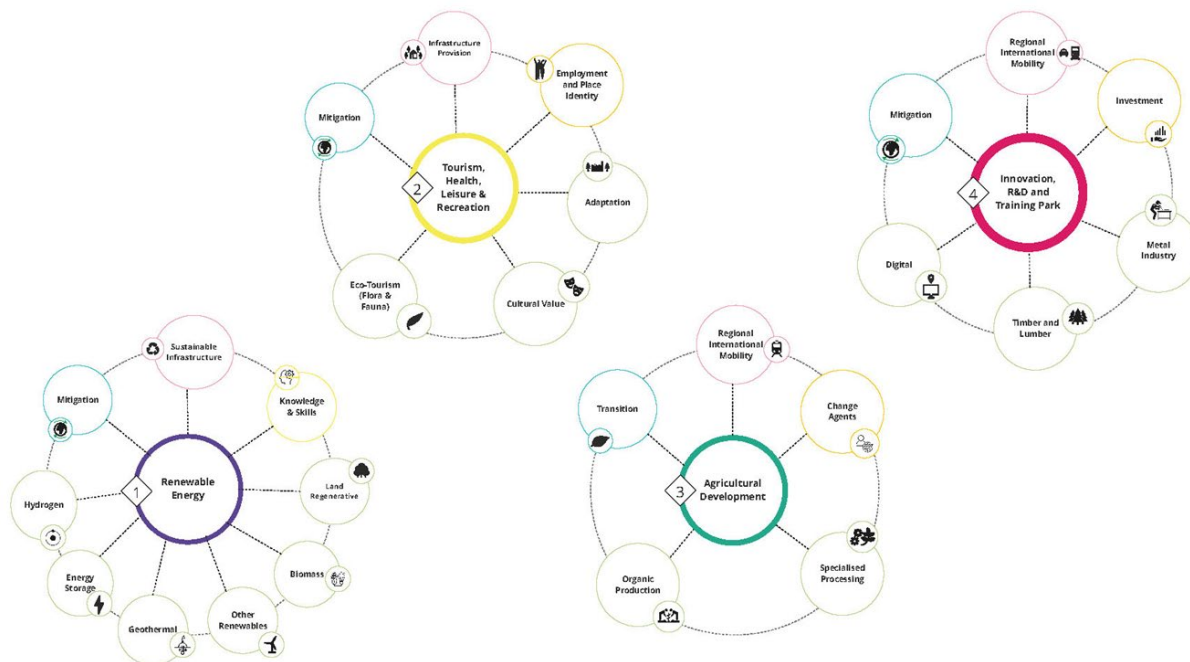 Infrastructure
Provision
Employment
and Place
Identity
Mitigation
2
Tourism,
Health,
Leisure &
Recreation
Adaptation
Eco-Tourism
(Flora &
Fauna)
Cultural Value
Regional
International
Mobility
Investment
Mitigation
4
Innovation,
R&D and
Training Park
Metal
Industry
Digital
Timber and
Lumber
Sustainable
Infrastructure
Knowledge
& Skills
Mitigation
1
Renewable
Energy
Land
Regenerative
Hydrogen
Biomass
Energy
Storage
Other
Renewables
Geothermal
Regional
International
Mobility
Change
Agents
Transition
3
Agricultural
Development
Specialised
Processing
Organic
Production